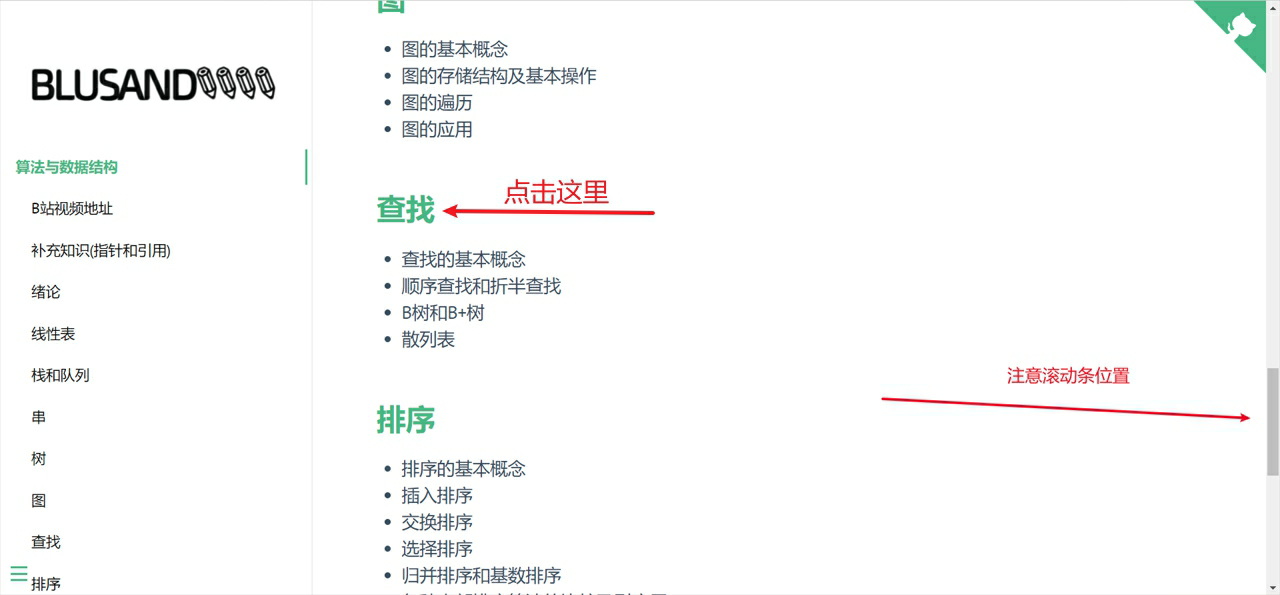 BLUSAND
算法与数据结构
B站视频地址
补充知识(指针和引用)
绪论
线性表
栈和队列
串
树
图
查找
排序
图
图的基本概念
图的存储结构及基本操作
图的遍历
图的应用
查找
点击这里
查找的基本概念
顺序查找和折半查找
B树和B+树
散列表
注意滚动条位置
排序
排序的基本概念
插入排序
交换排序
选择排序
归并排序和基数排序